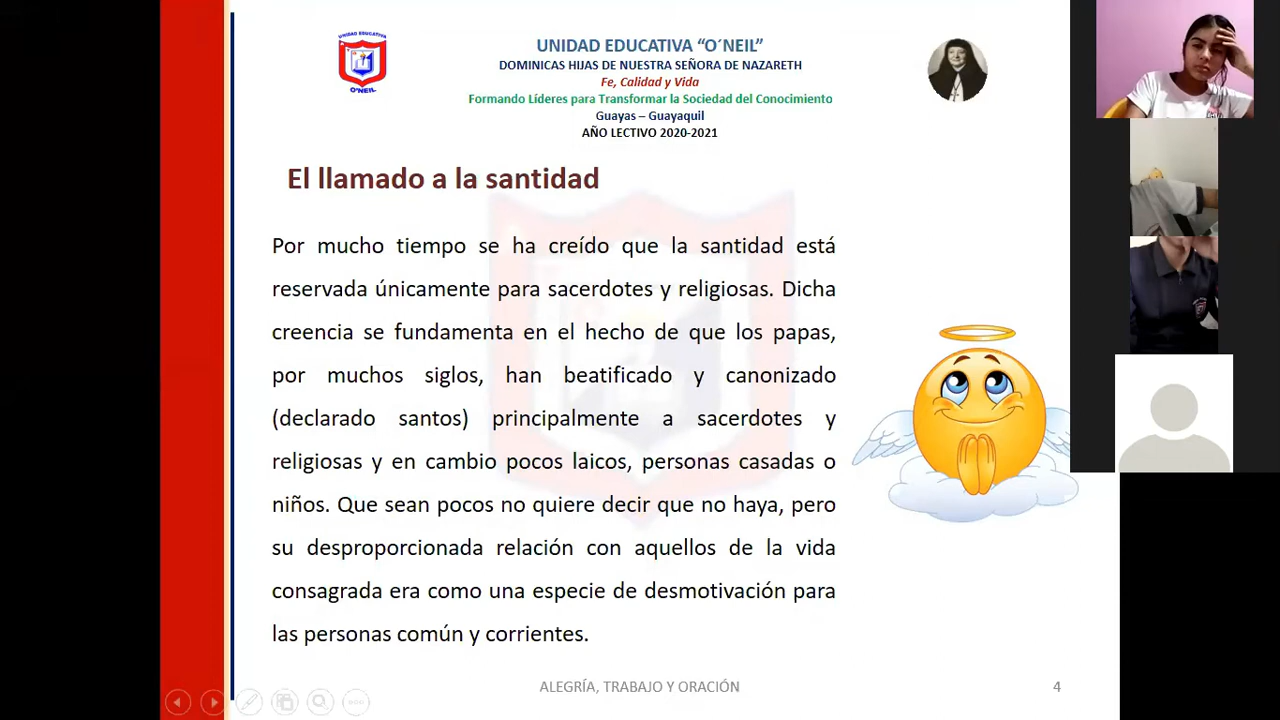 UNIDAD EDUCATIVA
O'NEIL
UNIDAD EDUCATIVA “O´NEIL”
DOMINICAS HIJAS DE NUESTRA SEÑORA DE NAZARETH
Fe, Calidad y Vida
Formando Líderes para Transformar la Sociedad del Conocimiento
Guayas – Guayaquil
AÑO LECTIVO 2020-2021
El llamado a la santidad
Por mucho tiempo se ha creído que la santidad está
reservada únicamente para sacerdotes y religiosas. Dicha
creencia se fundamenta en el hecho de que los papas,
por muchos siglos, han beatificado y canonizado
(declarado santos) principalmente a sacerdotes y
religiosas y en cambio pocos laicos, personas casadas o
niños. Que sean pocos no quiere decir que no haya, pero
su desproporcionada relación con aquellos de la vida
consagrada era como una especie de desmotivación para
las personas común y corrientes.
ALEGRÍA, TRABAJO Y ORACIÓN
4